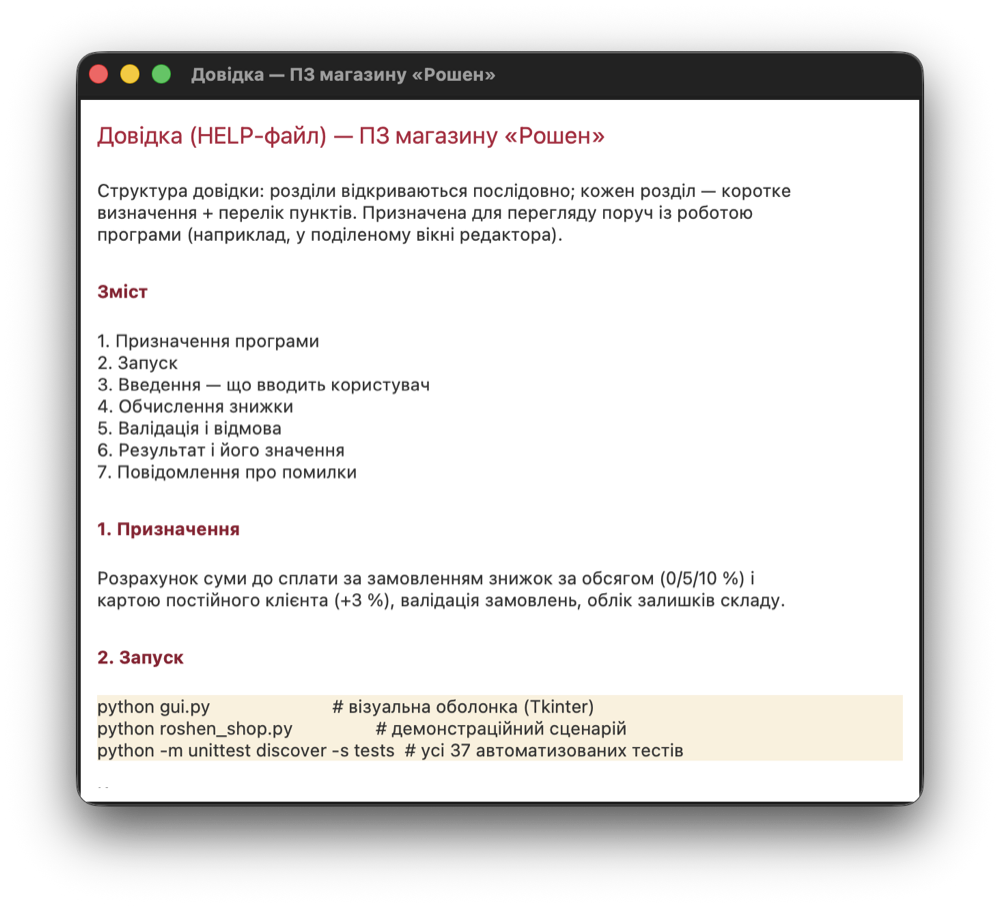 Довідка — ПЗ магазину «Рошен»
Довідка (HELP-файл) — ПЗ магазину «Рошен»
Структура довідки: розділи відкриваються послідовно; кожен розділ — коротке
визначення + перелік пунктів. Призначена для перегляду поруч із роботою
програми (наприклад, у поділеному вікні редактора).
Зміст
1. Призначення програми
2. Запуск
3. Введення — що вводить користувач
4. Обчислення знижки
5. Валідація і відмова
6. Результат і його значення
7. Повідомлення про помилки
1. Призначення
Розрахунок суми до сплати за замовленням знижок за обсягом (0/5/10 %) і
картою постійного клієнта (+3 %), валідація замовлень, облік залишків складу.
2. Запуск
python gui.py # візуальна оболонка (Tkinter)
python roshen_shop.py # демонстраційний сценарій
python -m unittest discover -s tests # усі 37 автоматизованих тестів